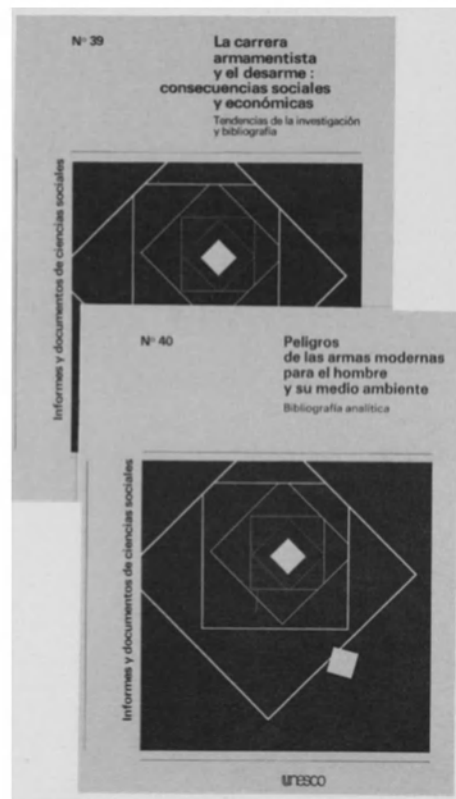 Nº 39
La carrera
armamentista
y el desarme :
consecuencias sociales
y económicas
Tendencias de la investigación
y bibliografía
Informes y documentos de ciencias sociales
Nº 40
Peligros
de las armas modernas
para el hombre
y su medio ambiente
Bibliografía analítica
Informes y documentos de ciencias sociales
unesco